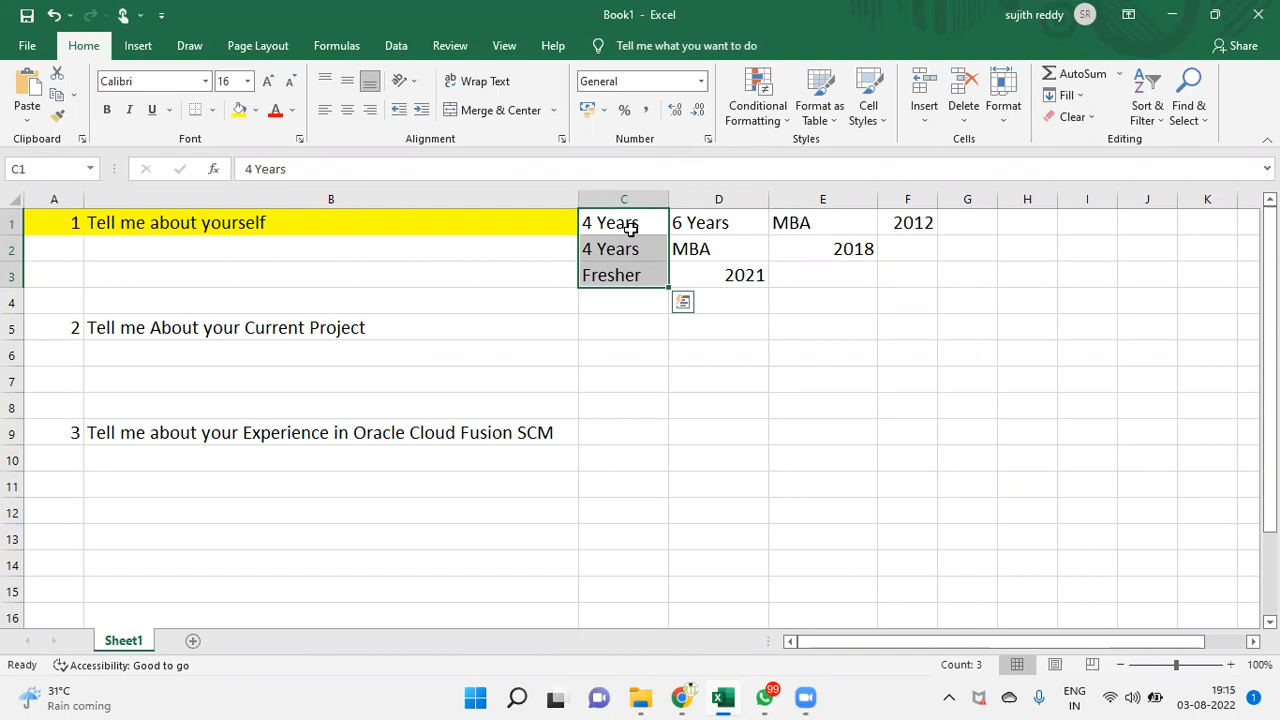 Book1 - Excel
sujith reddy
SR
File Home Insert Draw Page Layout Formulas Data Review View Help Tell me what you want to do Share
Paste
Calibri 16
Wrap Text
General
Conditional Formatting
Format as Table
Cell Styles
Insert
Delete
Format
AutoSum
Fill
Clear
Sort & Filter
Find & Select
B I U
Merge & Center
Clipboard Font Alignment Number Styles Cells Editing
C1 fx 4 Years
A B C D E F G H I J K
1 1 Tell me about yourself 4 Years 6 Years MBA 2012
2 4 Years MBA 2018
3 Fresher 2021
4
5 2 Tell me About your Current Project
6
7
8
9 3 Tell me about your Experience in Oracle Cloud Fusion SCM
10
11
12
13
14
15
16
Sheet1
Ready Accessibility: Good to go Count: 3 100%
31°C
Rain coming
99
ENG
IN
19:15
03-08-2022
1